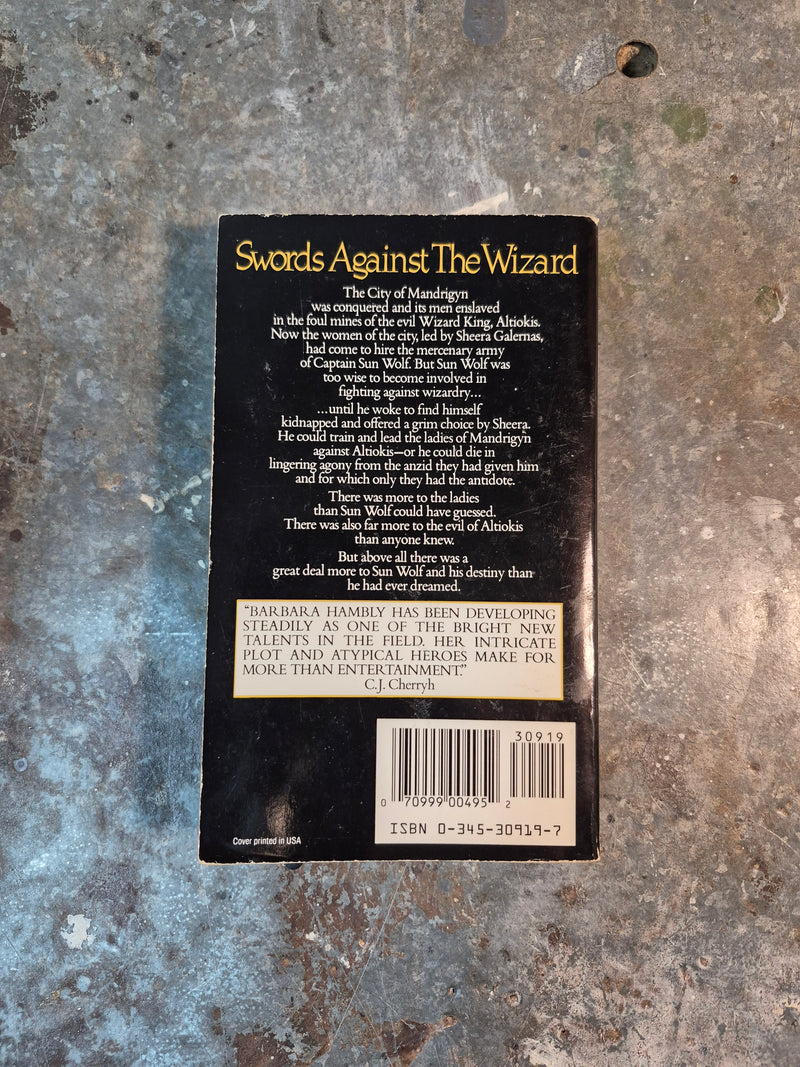 Swords Against The Wizard
The City of Mandrigyn
was conquered and its men enslaved
in the foul mines of the evil Wizard King, Altiokis.
Now the women of the city, led by Sheera Galernas,
had come to hire the mercenary army
of Captain Sun Wolf. But Sun Wolf was
too wise to become involved in
fighting against wizardry...
...until he woke to find himself
kidnapped and offered a grim choice by Sheera.
He could train and lead the ladies of Mandrigyn
against Altiokis—or he could die in
lingering agony from the anzid they had given him
and for which only they had the antidote.
There was more to the ladies
than Sun Wolf could have guessed.
There was also far more to the evil of Altiokis
than anyone knew.
But above all there was a
great deal more to Sun Wolf and his destiny than
he had ever dreamed.
"BARBARA HAMBLY HAS BEEN DEVELOPING
STEADILY AS ONE OF THE BRIGHT NEW
TALENTS IN THE FIELD. HER INTRICATE
PLOT AND ATYPICAL HEROES MAKE FOR
MORE THAN ENTERTAINMENT."
C.J. Cherryh
30919
0 70999 00495 2
ISBN 0-345-30919-7
Cover printed in USA